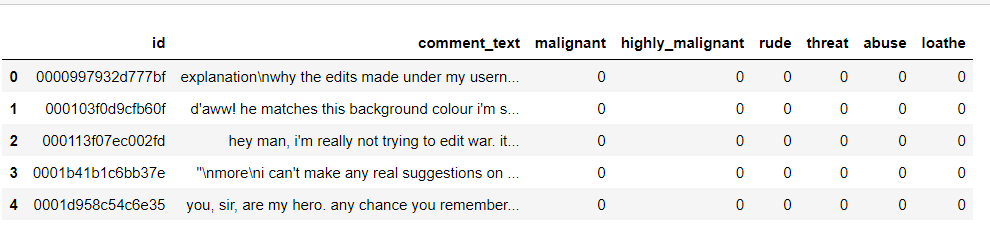 id comment_text malignant highly_malignant rude threat abuse loathe
0 0000997932d777bf explanation\nwhy the edits made under my usern... 0 0 0 0 0 0
1 000103f0d9cfb60f d'aww! he matches this background colour i'm s... 0 0 0 0 0 0
2 000113f07ec002fd hey man, i'm really not trying to edit war. it... 0 0 0 0 0 0
3 0001b41b1c6bb37e "\nmore\ni can't make any real suggestions on ... 0 0 0 0 0 0
4 0001d958c54c6e35 you, sir, are my hero. any chance you remember... 0 0 0 0 0 0